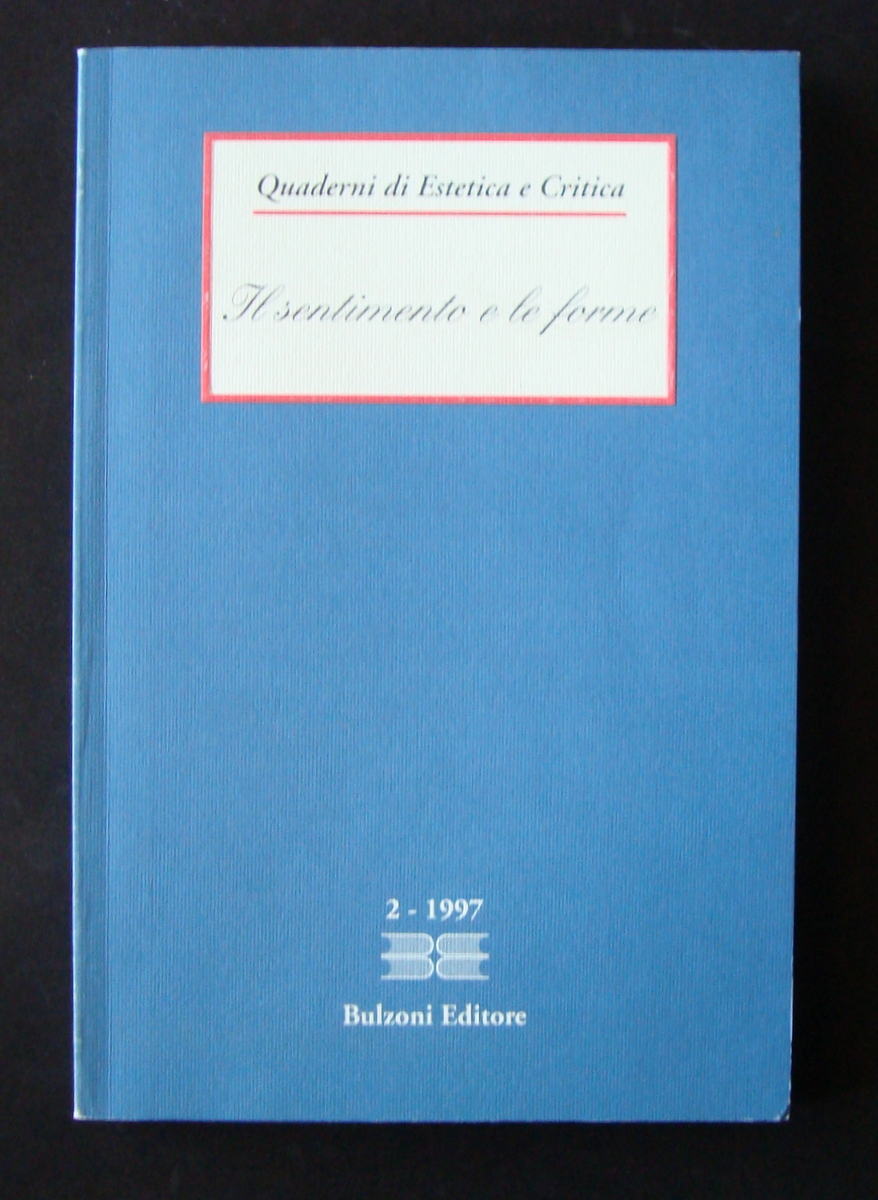 Quaderni di Estetica e Critica
Il sentimento e le forme
2 - 1997
Bulzoni Editore